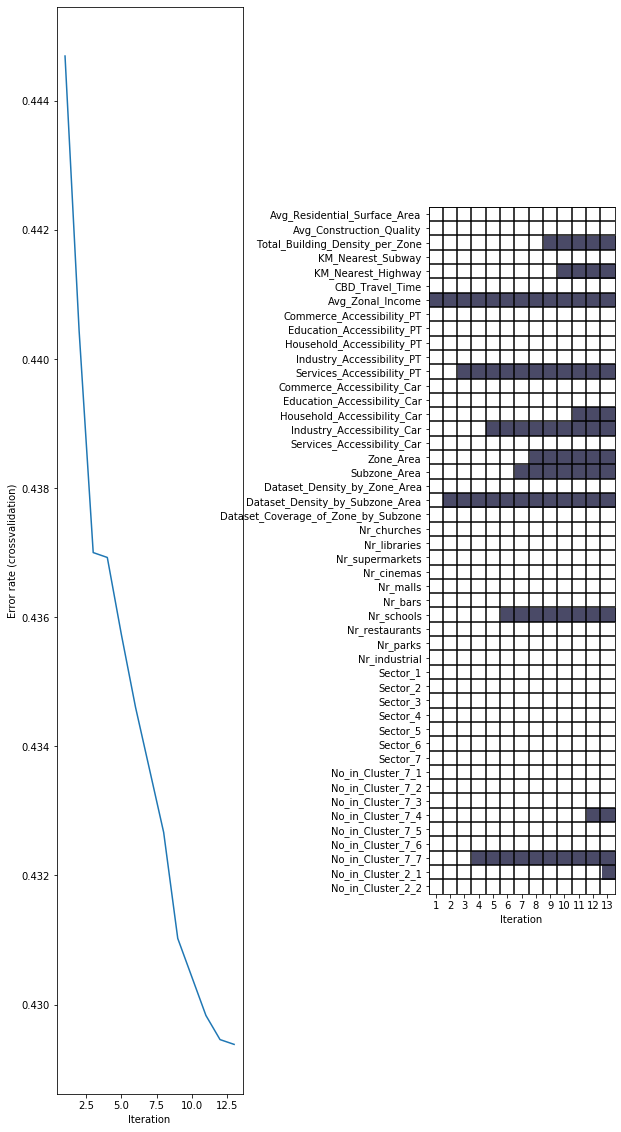 0.444
0.442
0.440
0.438
0.436
0.434
0.432
0.430
Error rate (crossvalidation)
2.5 5.0 7.5 10.0 12.5
Iteration
Avg_Residential_Surface_Area
Avg_Construction_Quality
Total_Building_Density_per_Zone
KM_Nearest_Subway
KM_Nearest_Highway
CBD_Travel_Time
Avg_Zonal_Income
Commerce_Accessibility_PT
Education_Accessibility_PT
Household_Accessibility_PT
Industry_Accessibility_PT
Services_Accessibility_PT
Commerce_Accessibility_Car
Education_Accessibility_Car
Household_Accessibility_Car
Industry_Accessibility_Car
Services_Accessibility_Car
Zone_Area
Subzone_Area
Dataset_Density_by_Zone_Area
Dataset_Density_by_Subzone_Area
Dataset_Coverage_of_Zone_by_Subzone
Nr_churches
Nr_libraries
Nr_supermarkets
Nr_cinemas
Nr_malls
Nr_bars
Nr_schools
Nr_restaurants
Nr_parks
Nr_industrial
Sector_1
Sector_2
Sector_3
Sector_4
Sector_5
Sector_6
Sector_7
No_in_Cluster_7_1
No_in_Cluster_7_2
No_in_Cluster_7_3
No_in_Cluster_7_4
No_in_Cluster_7_5
No_in_Cluster_7_6
No_in_Cluster_7_7
No_in_Cluster_2_1
No_in_Cluster_2_2
1 2 3 4 5 6 7 8 9 10 11 12 13
Iteration